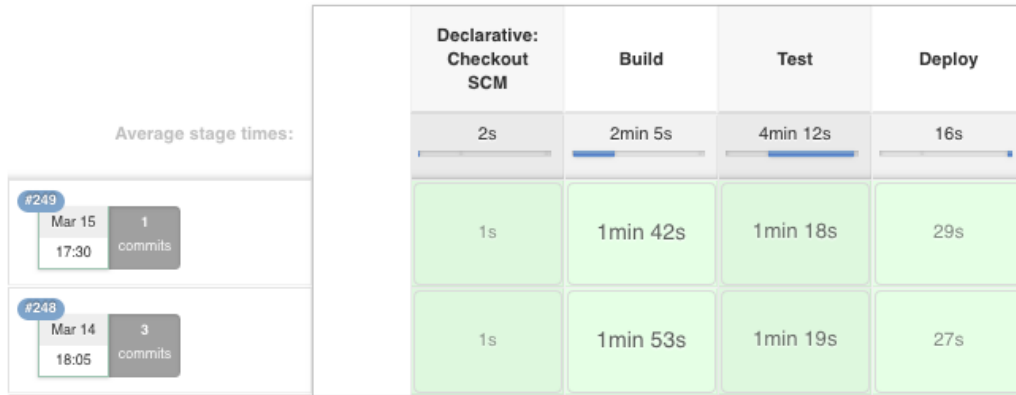 Declarative:
Checkout
SCM
Build
Test
Deploy
Average stage times:
2s
2min 5s
4min 12s
16s
#249
Mar 15
17:30
1
commits
1s
1min 42s
1min 18s
29s
#248
Mar 14
18:05
3
commits
1s
1min 53s
1min 19s
27s